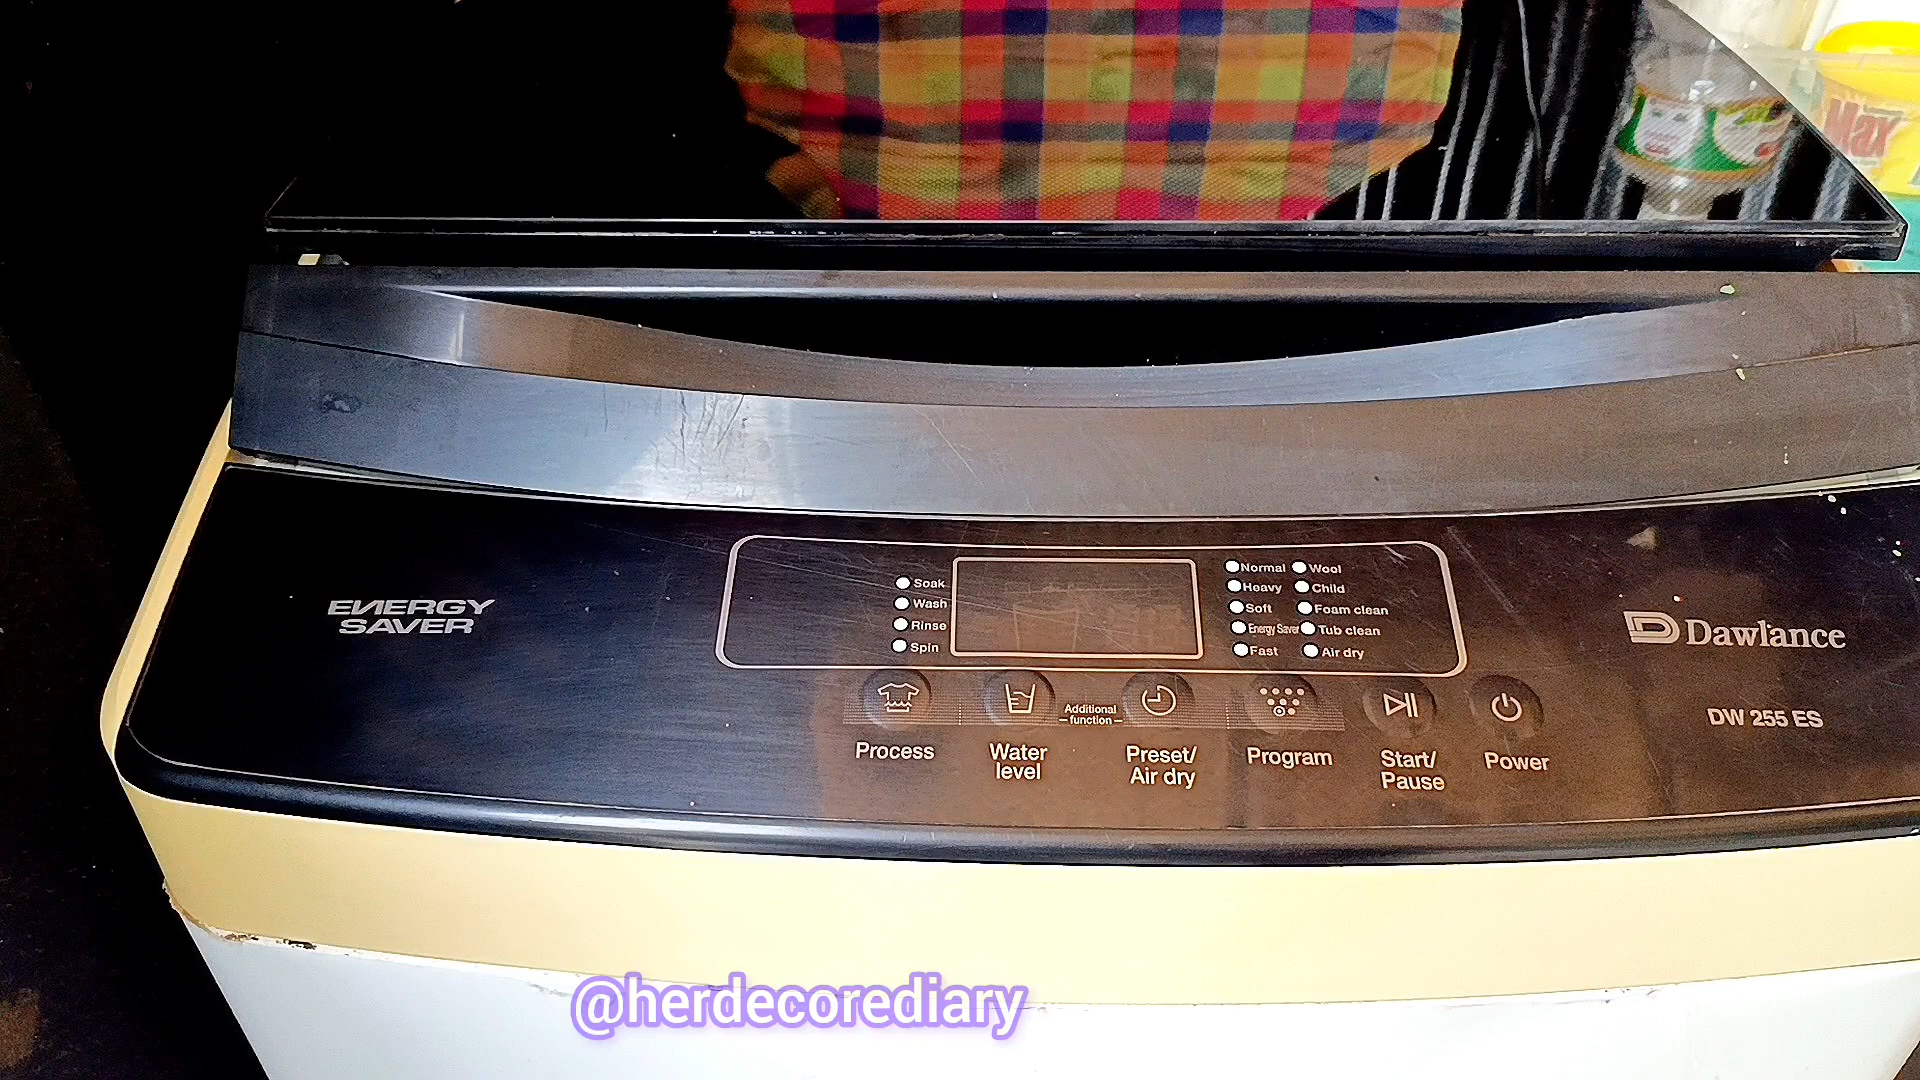 Max
ENERGY
SAVER
Soak
Wash
Rinse
Spin
Normal
Heavy
Soft
Energy Saver
Fast
Wool
Child
Foam clean
Tub clean
Air dry
Dawlance
DW 255 ES
Additional
function
Process
Water
level
Preset/
Air dry
Program
Start/
Pause
Power
@herdecorediary